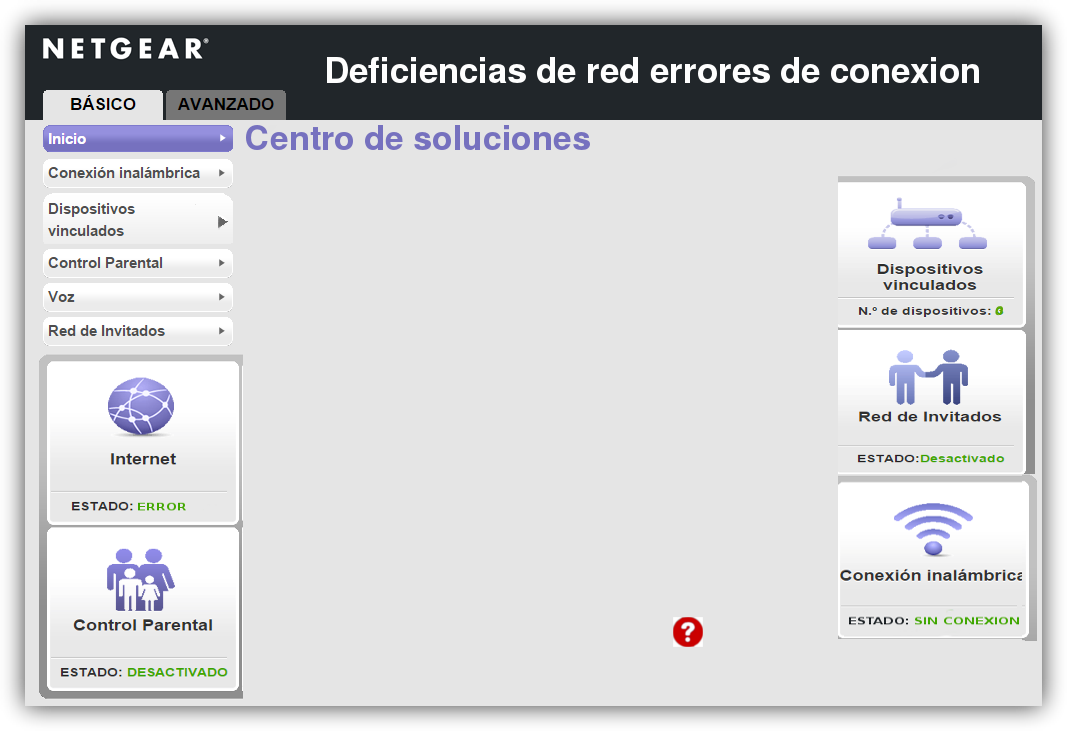 NETGEAR®
Deficiencias de red errores de conexion
BÁSICO
AVANZADO
Inicio
Centro de soluciones
Conexión inalámbrica
Dispositivos
vinculados
Control Parental
Voz
Red de Invitados
Internet
ESTADO: ERROR
Control Parental
ESTADO: DESACTIVADO
Dispositivos
vinculados
N.º de dispositivos: 0
Red de Invitados
ESTADO:Desactivado
Conexión inalámbrica
ESTADO: SIN CONEXION
?